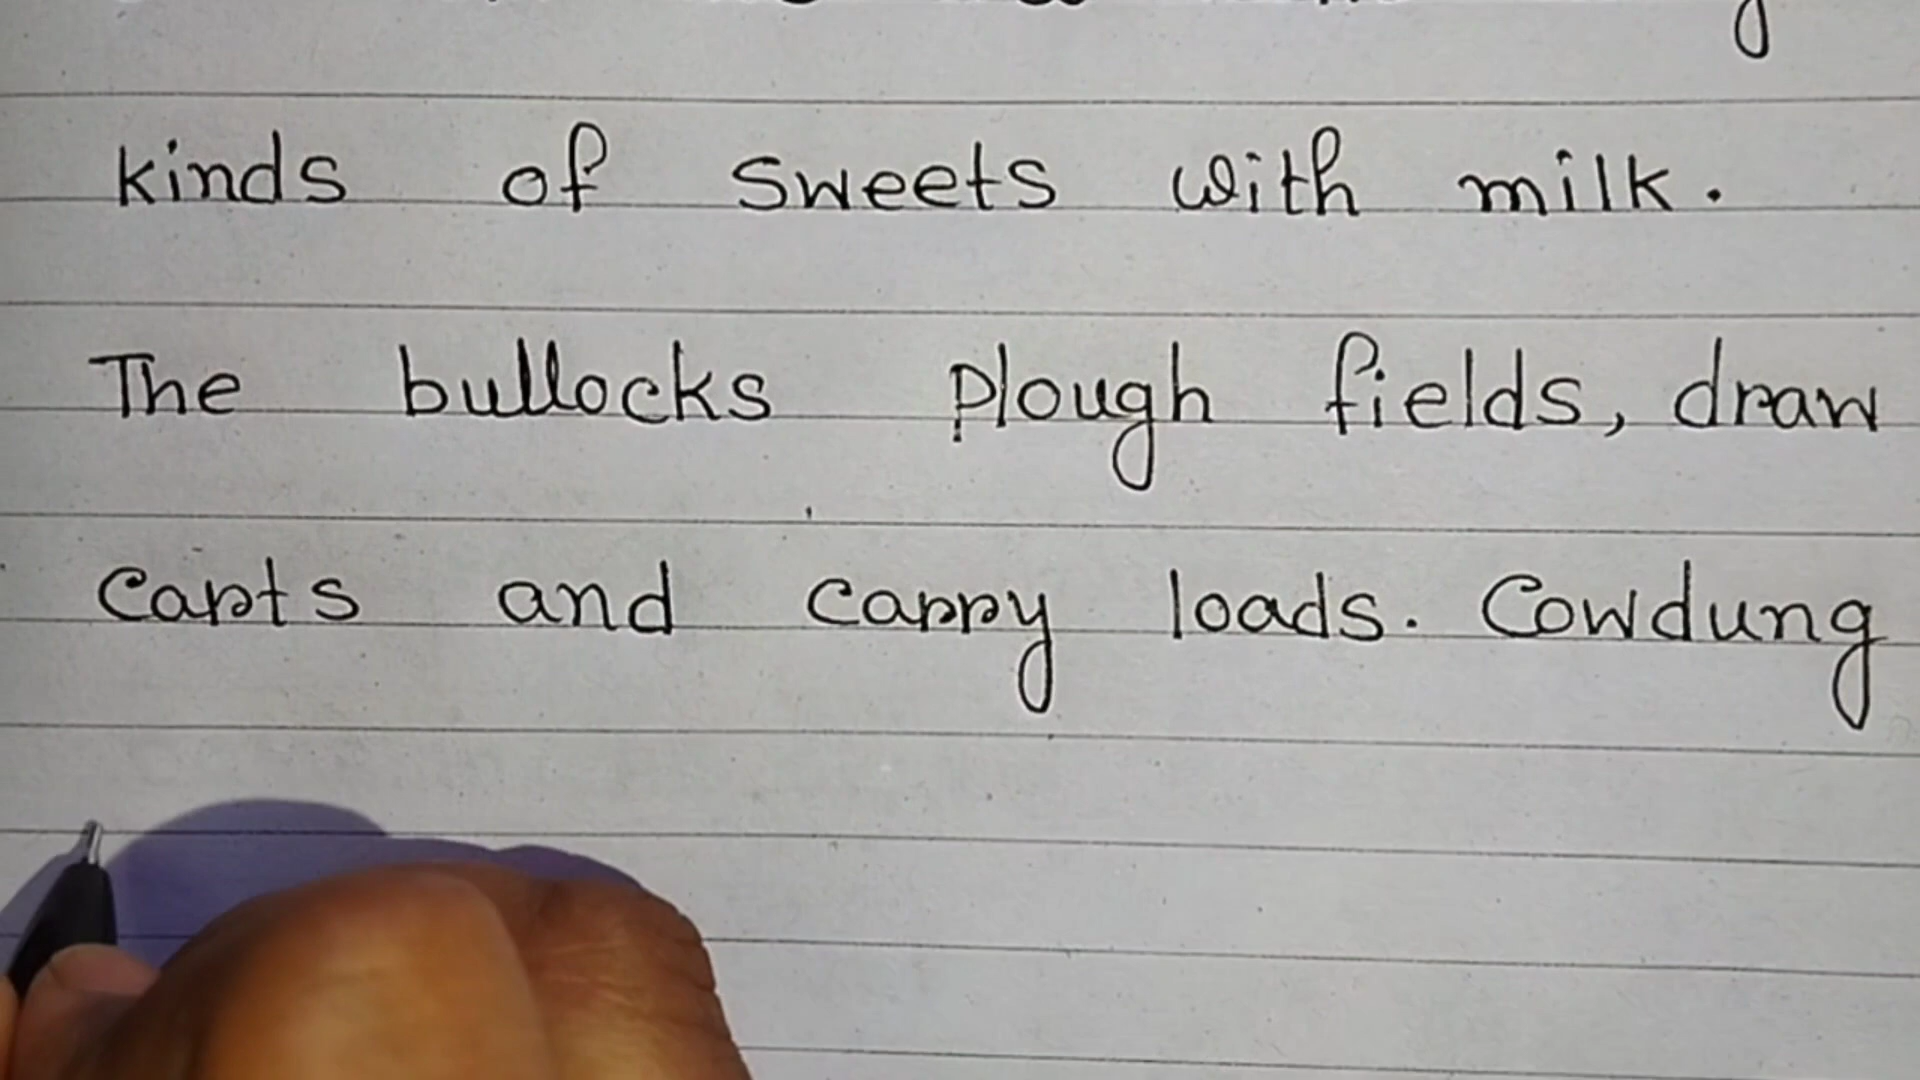 kinds of sweets with milk.
The bullocks plough fields, draw
carts and carry loads. Cowdung